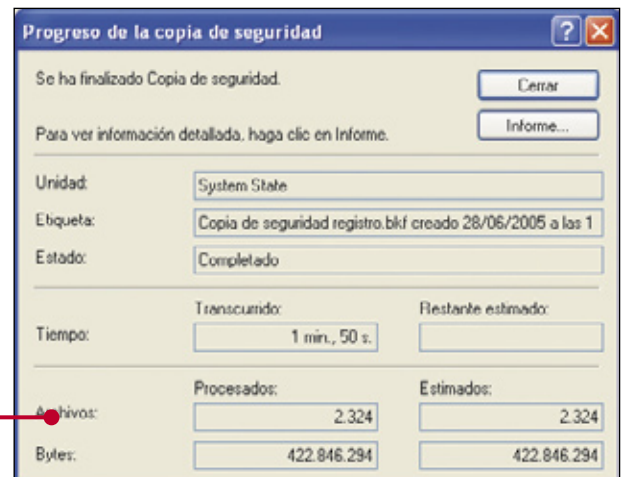 Progreso de la copia de seguridad
Se ha finalizado Copia de seguridad.
Cerrar
Para ver información detallada, haga clic en Informe.
Informe...
Unidad: System State
Etiqueta: Copia de seguridad registro.bkf creado 28/06/2005 a las 1
Estado: Completado
Transcurrido: Restante estimado:
Tiempo: 1 min., 50 s.
Procesados: Estimados:
Archivos: 2.324 2.324
Bytes: 422.846.294 422.846.294